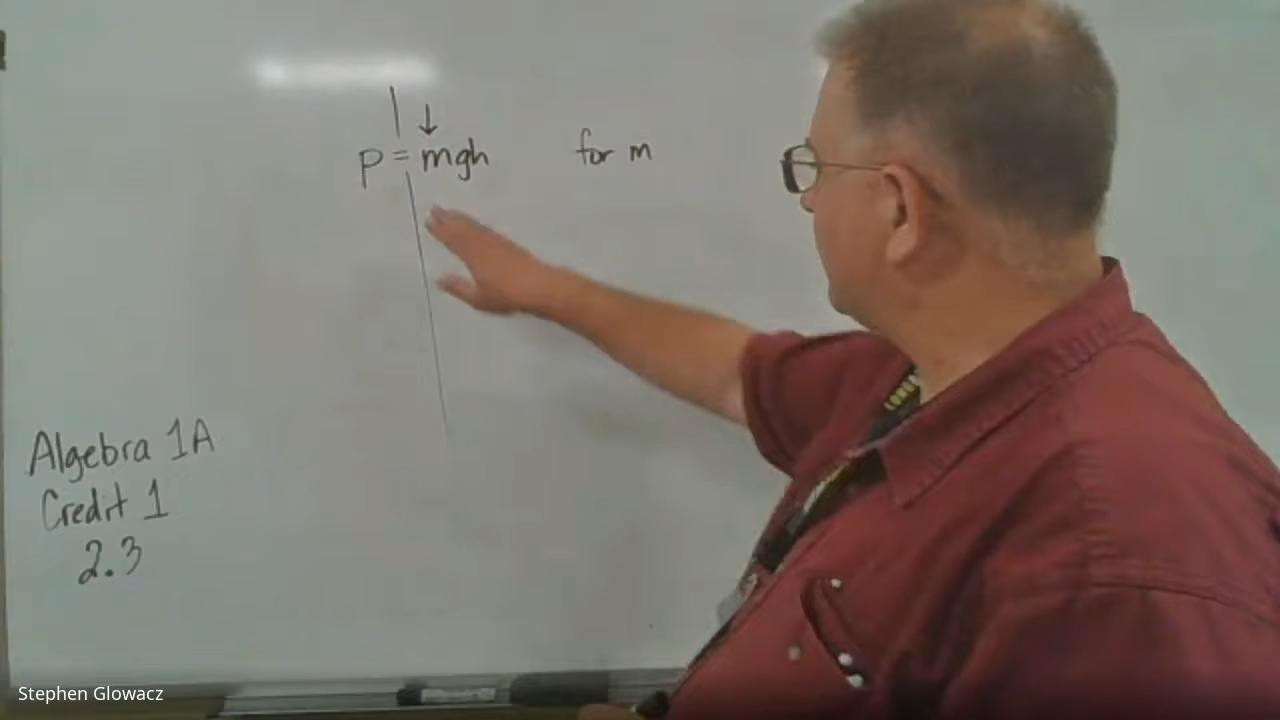 ↓
p = mgh for m
Algebra 1A
Credit 1
2.3
Stephen Glowacz